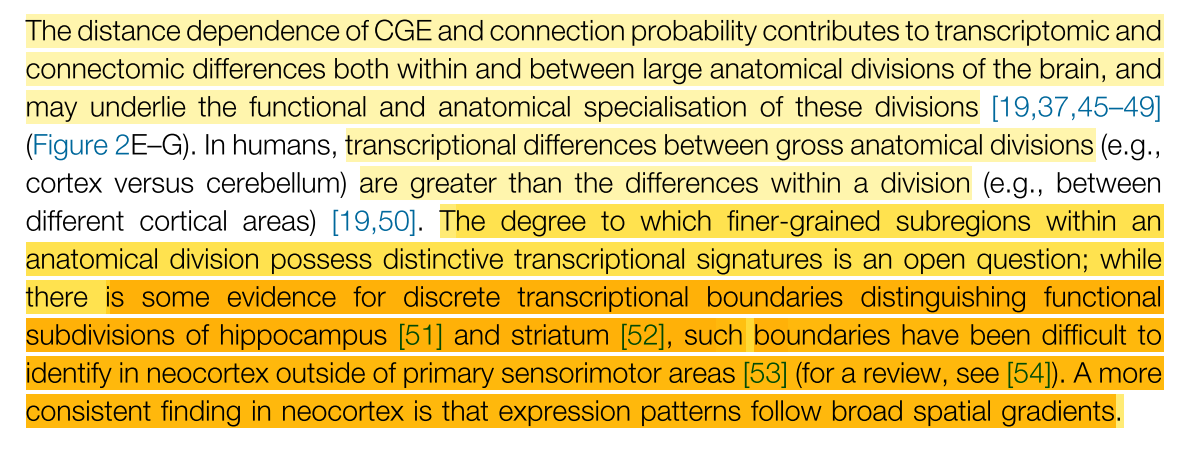 The distance dependence of CGE and connection probability contributes to transcriptomic and
connectomic differences both within and between large anatomical divisions of the brain, and
may underlie the functional and anatomical specialisation of these divisions [19,37,45–49]
(Figure 2E–G). In humans, transcriptional differences between gross anatomical divisions (e.g.,
cortex versus cerebellum) are greater than the differences within a division (e.g., between
different cortical areas) [19,50]. The degree to which finer-grained subregions within an
anatomical division possess distinctive transcriptional signatures is an open question; while
there is some evidence for discrete transcriptional boundaries distinguishing functional
subdivisions of hippocampus [51] and striatum [52], such boundaries have been difficult to
identify in neocortex outside of primary sensorimotor areas [53] (for a review, see [54]). A more
consistent finding in neocortex is that expression patterns follow broad spatial gradients.